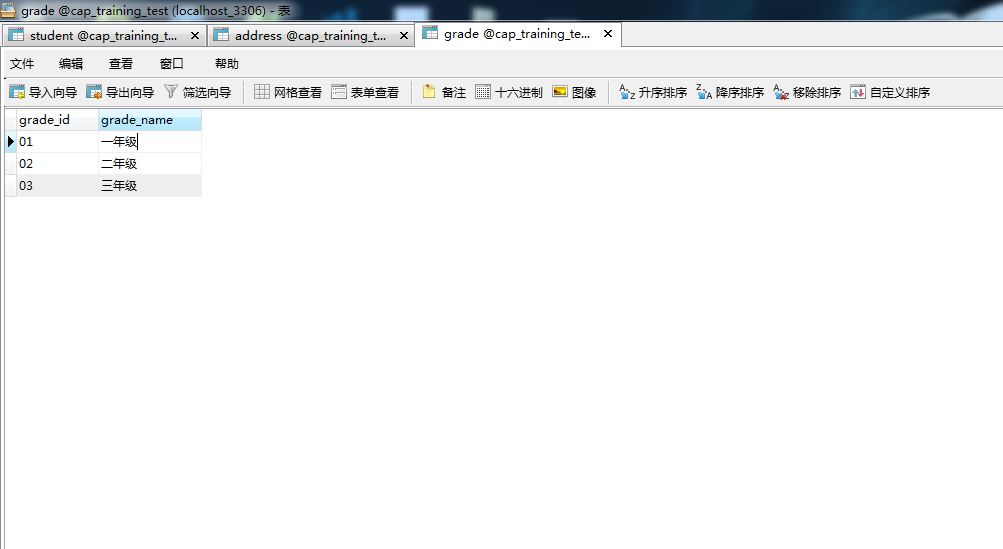 grade @cap_training_test (localhost_3306) - 表
student @cap_training_t... address @cap_training_t... grade @cap_training_te...
文件 编辑 查看 窗口 帮助
导入向导 导出向导 筛选向导 网格查看 表单查看 备注 十六进制 图像 升序排序 降序排序 移除排序 自定义排序
grade_id grade_name
01 一年级
02 二年级
03 三年级